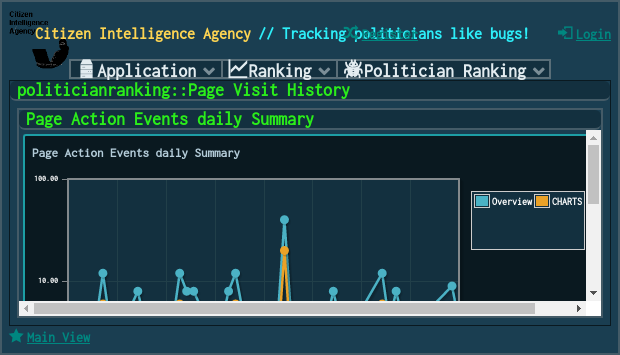 Citizen
Intelligence
Agency
Citizen Intelligence Agency // Tracking politicians like bugs!
Register
Login
Application
Ranking
Politician Ranking
politicianranking::Page Visit History
Page Action Events daily Summary
Page Action Events daily Summary
100.00
10.00
Overview
CHARTS
Main View